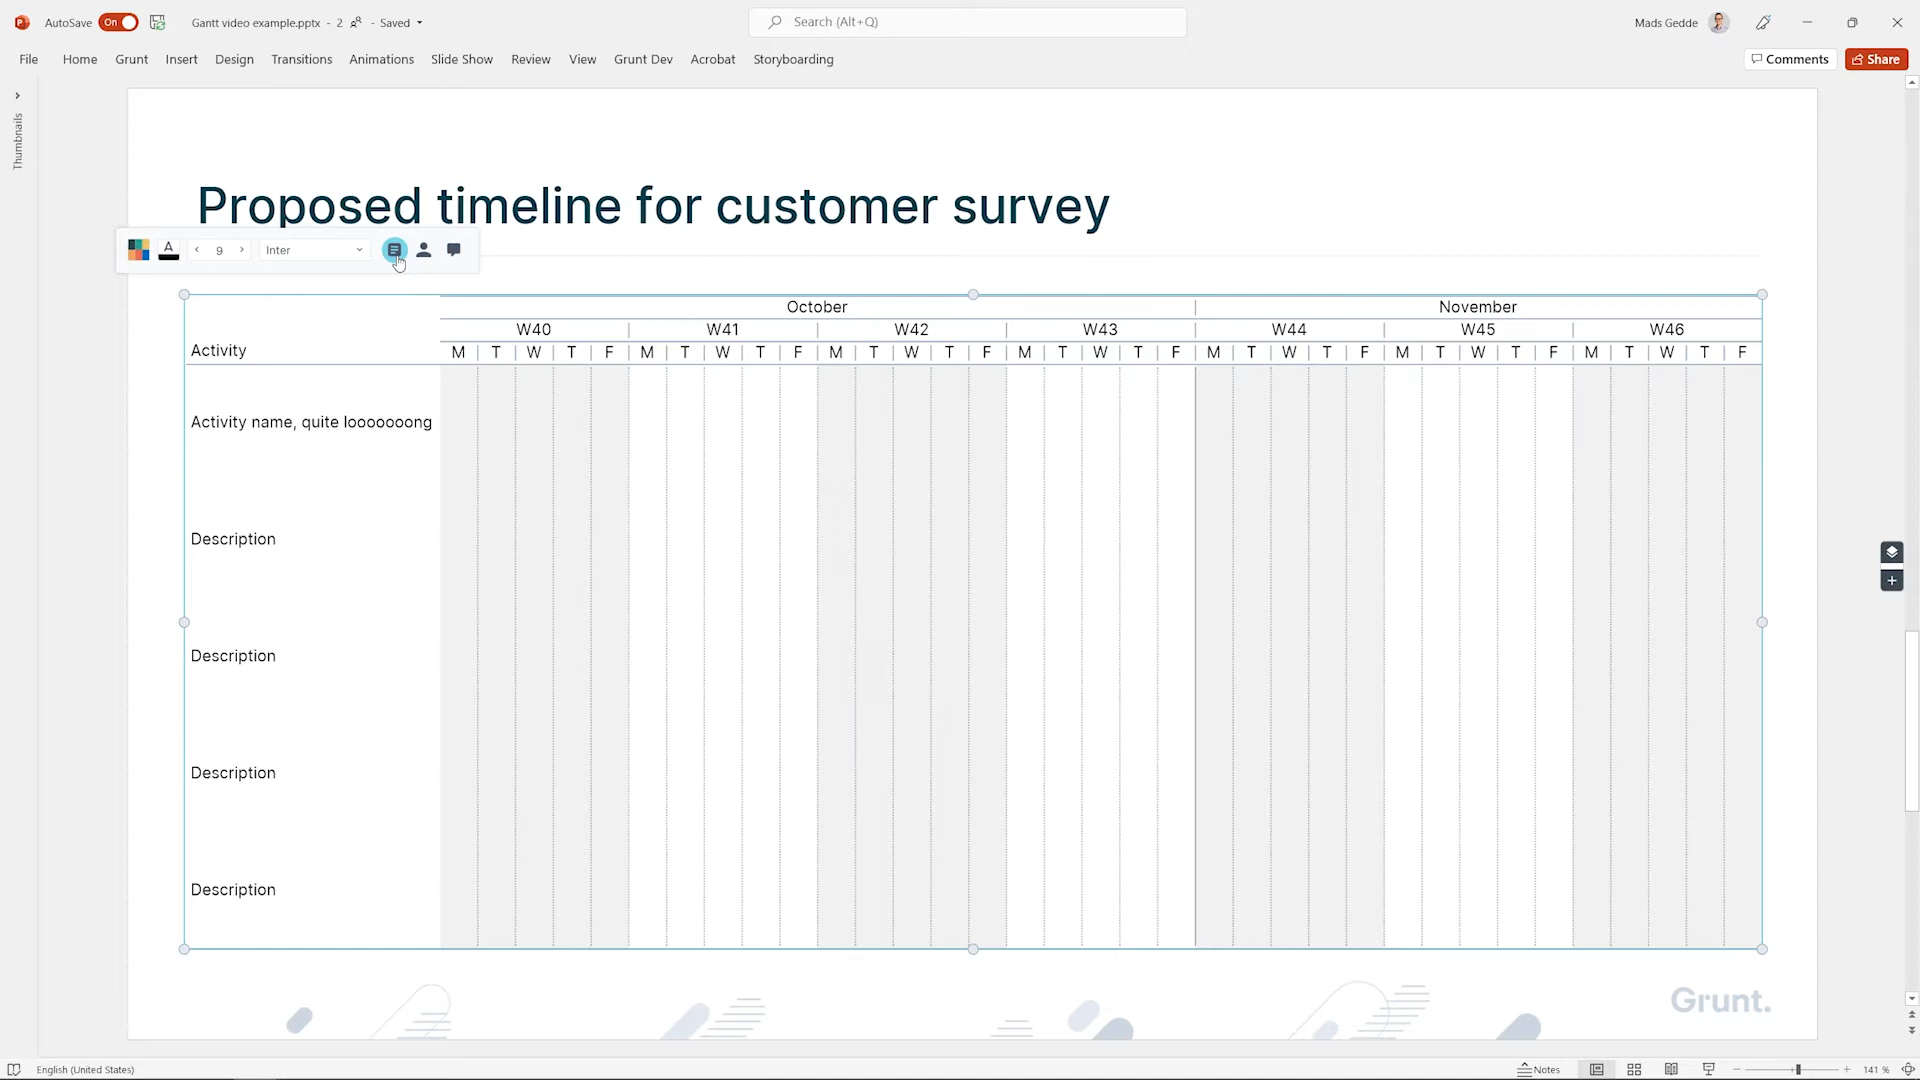 AutoSave On Gantt video example.pptx - 2 - Saved Search (Alt+Q) Mads Gedde
File Home Grunt Insert Design Transitions Animations Slide Show Review View Grunt Dev Acrobat Storyboarding Comments Share
Thumbnails
Proposed timeline for customer survey
A 9 Inter
October November
W40 W41 W42 W43 W44 W45 W46
Activity M T W T F M T W T F M T W T F M T W T F M T W T F M T W T F M T W T F
Activity name, quite looooooong
Description
Description
Description
Description
Grunt.
English (United States) Notes 141 %